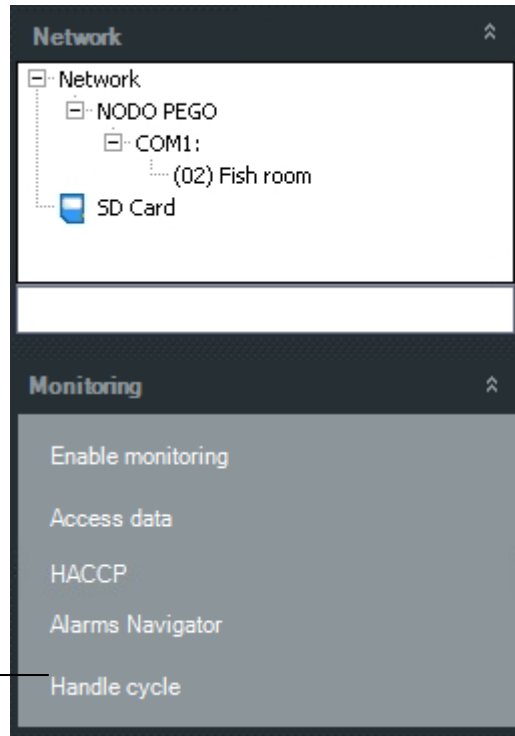 Network
Network
NODO PEGO
COM1:
(02) Fish room
SD Card
Monitoring
Enable monitoring
Access data
HACCP
Alarms Navigator
Handle cycle